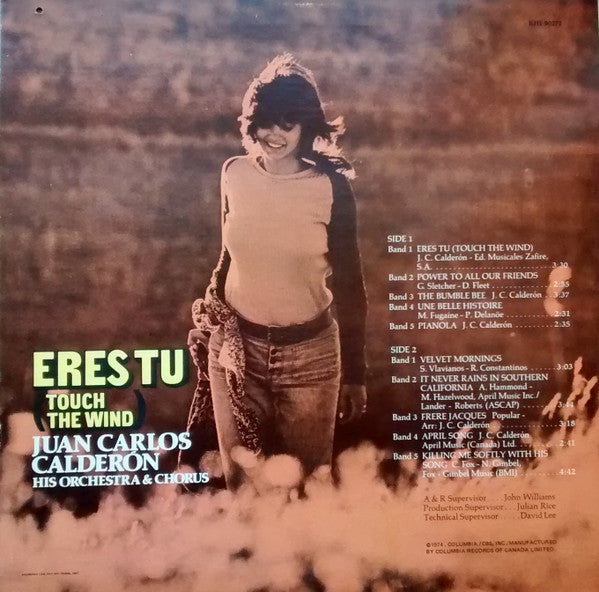 ERES TU
(TOUCH
THE WIND)
JUAN CARLOS
CALDERÓN
HIS ORCHESTRA & CHORUS
SIDE 1
Band 1 ERES TU (TOUCH THE WIND)
J. C. Calderón - Ed. Musicales Zafire,
S.A. . . . . . . . . . . . . . . . . . . . . . . . 3:30
Band 2 POWER TO ALL OUR FRIENDS
G. Sletcher - D. Fleet . . . . . . . . . . . . . . 2:35
Band 3 THE BUMBLE BEE J. C. Calderón . . 3:37
Band 4 UNE BELLE HISTOIRE
M. Fugaine - P. Delanöe . . . . . . . . . . . 2:31
Band 5 PIANOLA J. C. Calderón . . . . . . . . 2:35
SIDE 2
Band 1 VELVET MORNINGS
S. Vlavianos - R. Constantinos . . . . . 3:03
Band 2 IT NEVER RAINS IN SOUTHERN
CALIFORNIA A. Hammond -
M. Hazelwood, April Music Inc./
Lander - Roberts (ASCAP) . . . . . . . . 3:44
Band 3 FRERE JACQUES Popular -
Arr: J. C. Calderón . . . . . . . . . . . . . . . 3:18
Band 4 APRIL SONG J. C. Calderón
April Music (Canada) Ltd. . . . . . . . . 2:41
Band 5 KILLING ME SOFTLY WITH HIS
SONG C. Fox - N. Gimbel,
Fox - Gimbel Music (BMI) . . . . . . . . 4:42
A & R Supervisor . . . . John Williams
Production Supervisor . . . Julian Rice
Technical Supervisor . . . . . David Lee
©1974, COLUMBIA/CBS, INC./MANUFACTURED
BY COLUMBIA RECORDS OF CANADA LIMITED.